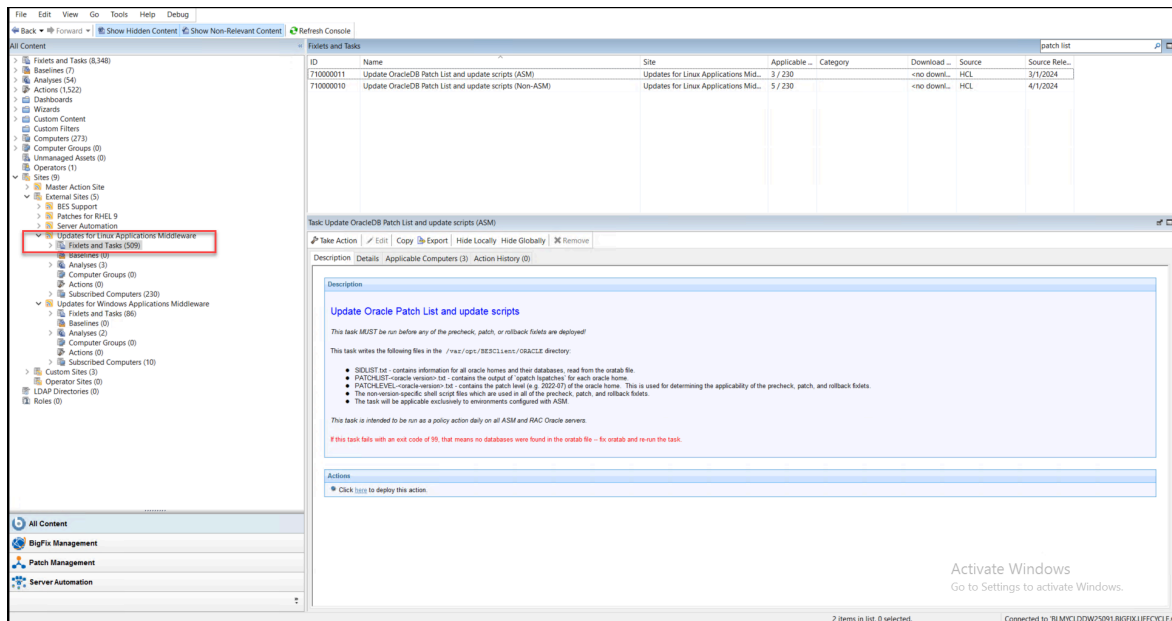 File Edit View Go Tools Help Debug
Back Forward Show Hidden Content Show Non-Relevant Content Refresh Console
All Content
Fixlets and Tasks (8,348)
Baselines (7)
Analyses (54)
Actions (1,522)
Dashboards
Wizards
Custom Content
Custom Filters
Computers (273)
Computer Groups (0)
Unmanaged Assets (0)
Operators (1)
Sites (9)
Master Action Site
External Sites (5)
BES Support
Patches for RHEL 9
Server Automation
Updates for Linux Applications Middleware
Fixlets and Tasks (509)
Baselines (0)
Analyses (3)
Computer Groups (0)
Actions (0)
Subscribed Computers (230)
Updates for Windows Applications Middleware
Fixlets and Tasks (86)
Baselines (0)
Analyses (2)
Computer Groups (0)
Actions (0)
Subscribed Computers (10)
Custom Sites (3)
Operator Sites (0)
LDAP Directories (0)
Roles (0)
All Content
BigFix Management
Patch Management
Server Automation
Fixlets and Tasks patch list
ID Name Site Applicable ... Category Download ... Source Source Rele...
710000011 Update OracleDB Patch List and update scripts (ASM) Updates for Linux Applications Mid... 3 / 230 <no downl... HCL 3/1/2024
710000010 Update OracleDB Patch List and update scripts (Non-ASM) Updates for Linux Applications Mid... 5 / 230 <no downl... HCL 4/1/2024
Task: Update OracleDB Patch List and update scripts (ASM)
Take Action Edit Copy Export Hide Locally Hide Globally Remove
Description Details Applicable Computers (3) Action History (0)
Description
Update Oracle Patch List and update scripts
This task MUST be run before any of the precheck, patch, or rollback fixlets are deployed!
This task writes the following files in the /var/opt/BESClient/ORACLE directory:
SIDLIST.txt - contains information for all oracle homes and their databases, read from the oratab file.
PATCHLIST-<oracle version>.txt - contains the output of `opatch lspatches` for each oracle home.
PATCHLEVEL-<oracle-version>.txt - contains the patch level (e.g. 2022-07) of the oracle home. This is used for determining the applicability of the precheck, patch, and rollback fixlets.
The non-version-specific shell script files which are used in all of the precheck, patch, and rollback fixlets.
The task will be applicable exclusively to environments configured with ASM.
This task is intended to be run as a policy action daily on all ASM and RAC Oracle servers.
If this task fails with an exit code of 99, that means no databases were found in the oratab file -- fix oratab and re-run the task.
Actions
Click here to deploy this action.
Activate Windows
Go to Settings to activate Windows.
2 items in list, 0 selected.